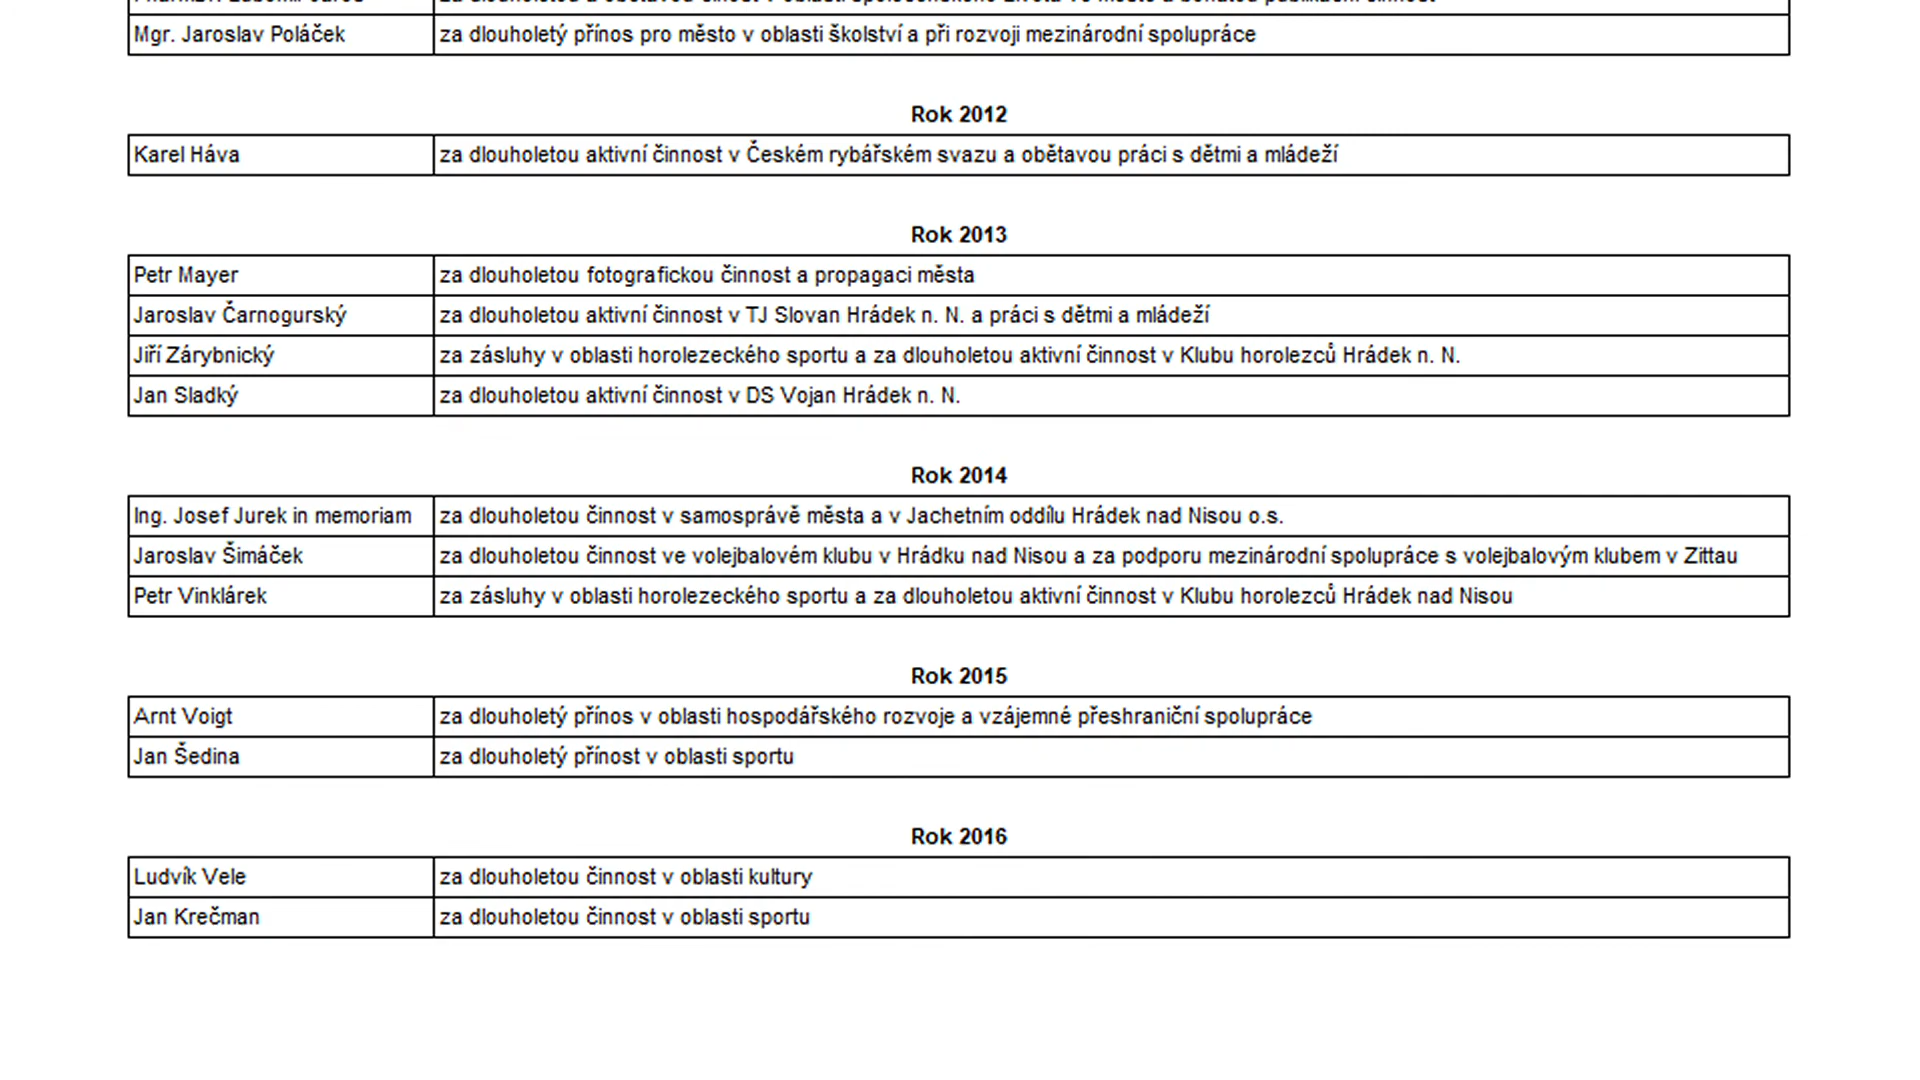 Mgr. Jaroslav Poláček za dlouholetý přínos pro město v oblasti školství a při rozvoji mezinárodní spolupráce
Rok 2012
Karel Háva za dlouholetou aktivní činnost v Českém rybářském svazu a obětavou práci s dětmi a mládeží
Rok 2013
Petr Mayer za dlouholetou fotografickou činnost a propagaci města
Jaroslav Čarnogurský za dlouholetou aktivní činnost v TJ Slovan Hrádek n. N. a práci s dětmi a mládeží
Jiří Zárybnický za zásluhy v oblasti horolezeckého sportu a za dlouholetou aktivní činnost v Klubu horolezců Hrádek n. N.
Jan Sladký za dlouholetou aktivní činnost v DS Vojan Hrádek n. N.
Rok 2014
Ing. Josef Jurek in memoriam za dlouholetou činnost v samosprávě města a v Jachetním oddílu Hrádek nad Nisou o.s.
Jaroslav Šimáček za dlouholetou činnost ve volejbalovém klubu v Hrádku nad Nisou a za podporu mezinárodní spolupráce s volejbalovým klubem v Zittau
Petr Vinklárek za zásluhy v oblasti horolezeckého sportu a za dlouholetou aktivní činnost v Klubu horolezců Hrádek nad Nisou
Rok 2015
Arnt Voigt za dlouholetý přínos v oblasti hospodářského rozvoje a vzájemné přeshraniční spolupráce
Jan Šedina za dlouholetý přínost v oblasti sportu
Rok 2016
Ludvík Vele za dlouholetou činnost v oblasti kultury
Jan Krečman za dlouholetou činnost v oblasti sportu